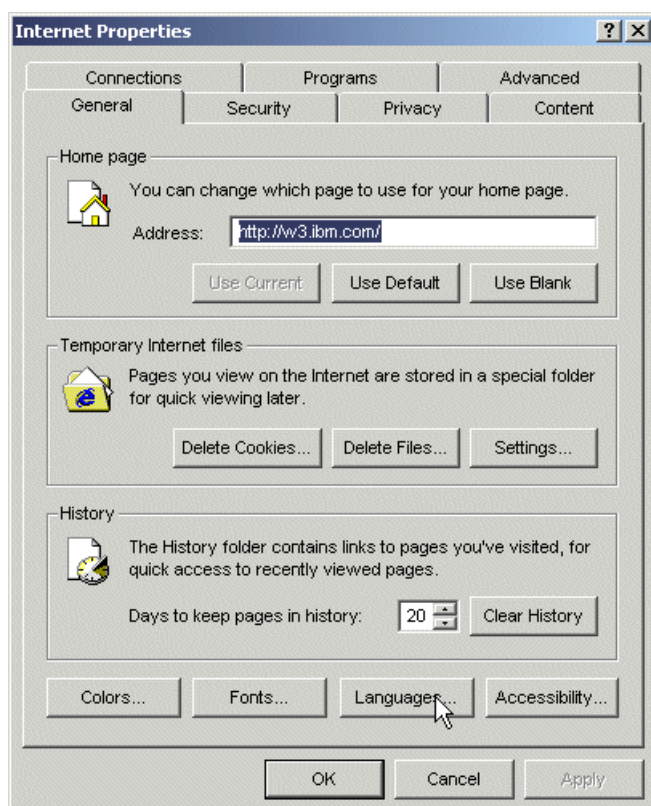 Internet Properties
Connections Programs Advanced
General Security Privacy Content
Home page
You can change which page to use for your home page.
Address: http://w3.ibm.com/
Use Current Use Default Use Blank
Temporary Internet files
Pages you view on the Internet are stored in a special folder
for quick viewing later.
Delete Cookies... Delete Files... Settings...
History
The History folder contains links to pages you've visited, for
quick access to recently viewed pages.
Days to keep pages in history: 20 Clear History
Colors... Fonts... Languages... Accessibility...
OK Cancel Apply